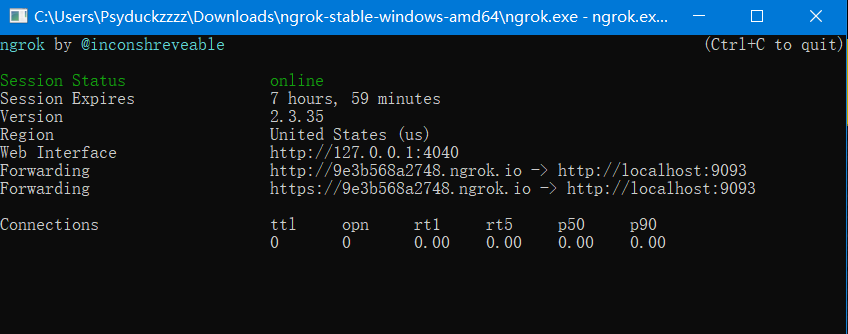 C:\Users\Psyduckzzzz\Downloads\ngrok-stable-windows-amd64\ngrok.exe - ngrok.ex...
ngrok by @inconshreveable (Ctrl+C to quit)
Session Status online
Session Expires 7 hours, 59 minutes
Version 2.3.35
Region United States (us)
Web Interface http://127.0.0.1:4040
Forwarding http://9e3b568a2748.ngrok.io -> http://localhost:9093
Forwarding https://9e3b568a2748.ngrok.io -> http://localhost:9093
Connections ttl opn rt1 rt5 p50 p90
0 0 0.00 0.00 0.00 0.00